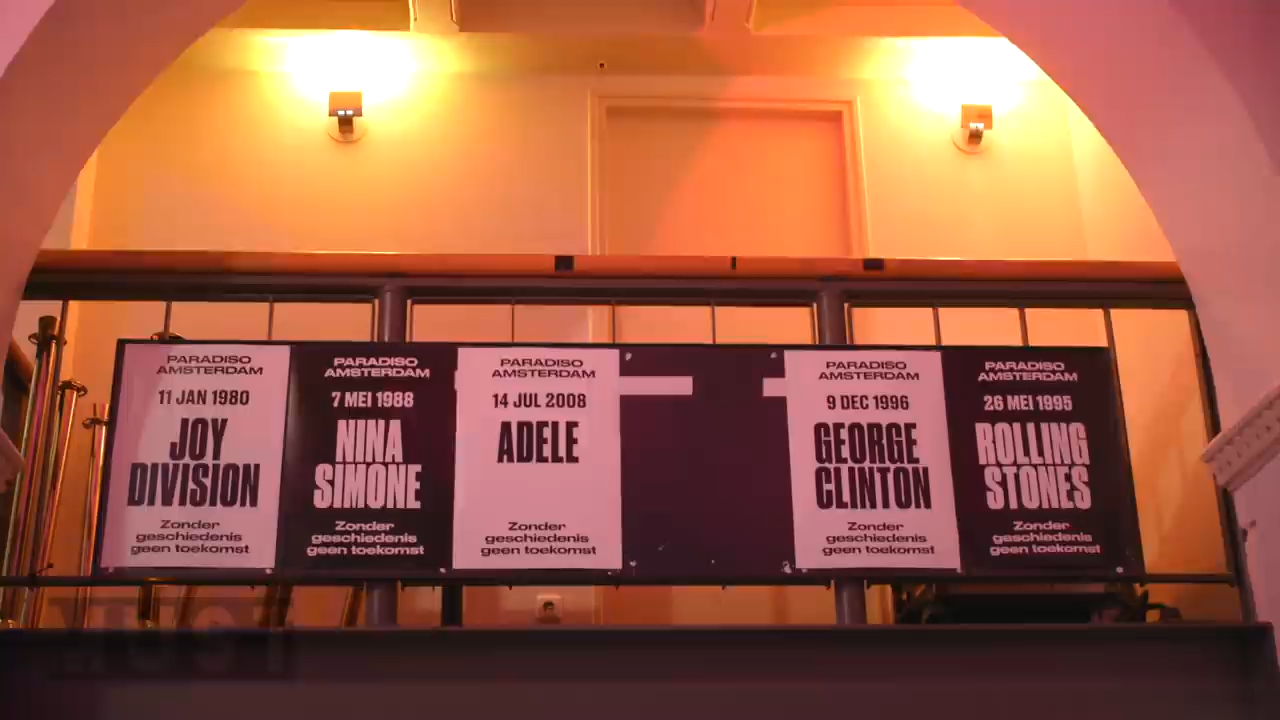 PARADISO
AMSTERDAM
11 JAN 1980
JOY
DIVISION
Zonder
geschiedenis
geen toekomst
PARADISO
AMSTERDAM
7 MEI 1988
NINA
SIMONE
Zonder
geschiedenis
geen toekomst
PARADISO
AMSTERDAM
14 JUL 2008
ADELE
Zonder
geschiedenis
geen toekomst
PARADISO
AMSTERDAM
9 DEC 1996
GEORGE
CLINTON
Zonder
geschiedenis
geen toekomst
PARADISO
AMSTERDAM
26 MEI 1995
ROLLING
STONES
Zonder
geschiedenis
geen toekomst